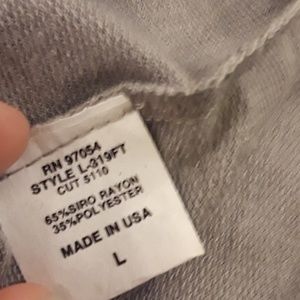 RN 97054
STYLE L-319FT
CUT 5110
65%SIRO RAYON
35%POLYESTER
MADE IN USA
L